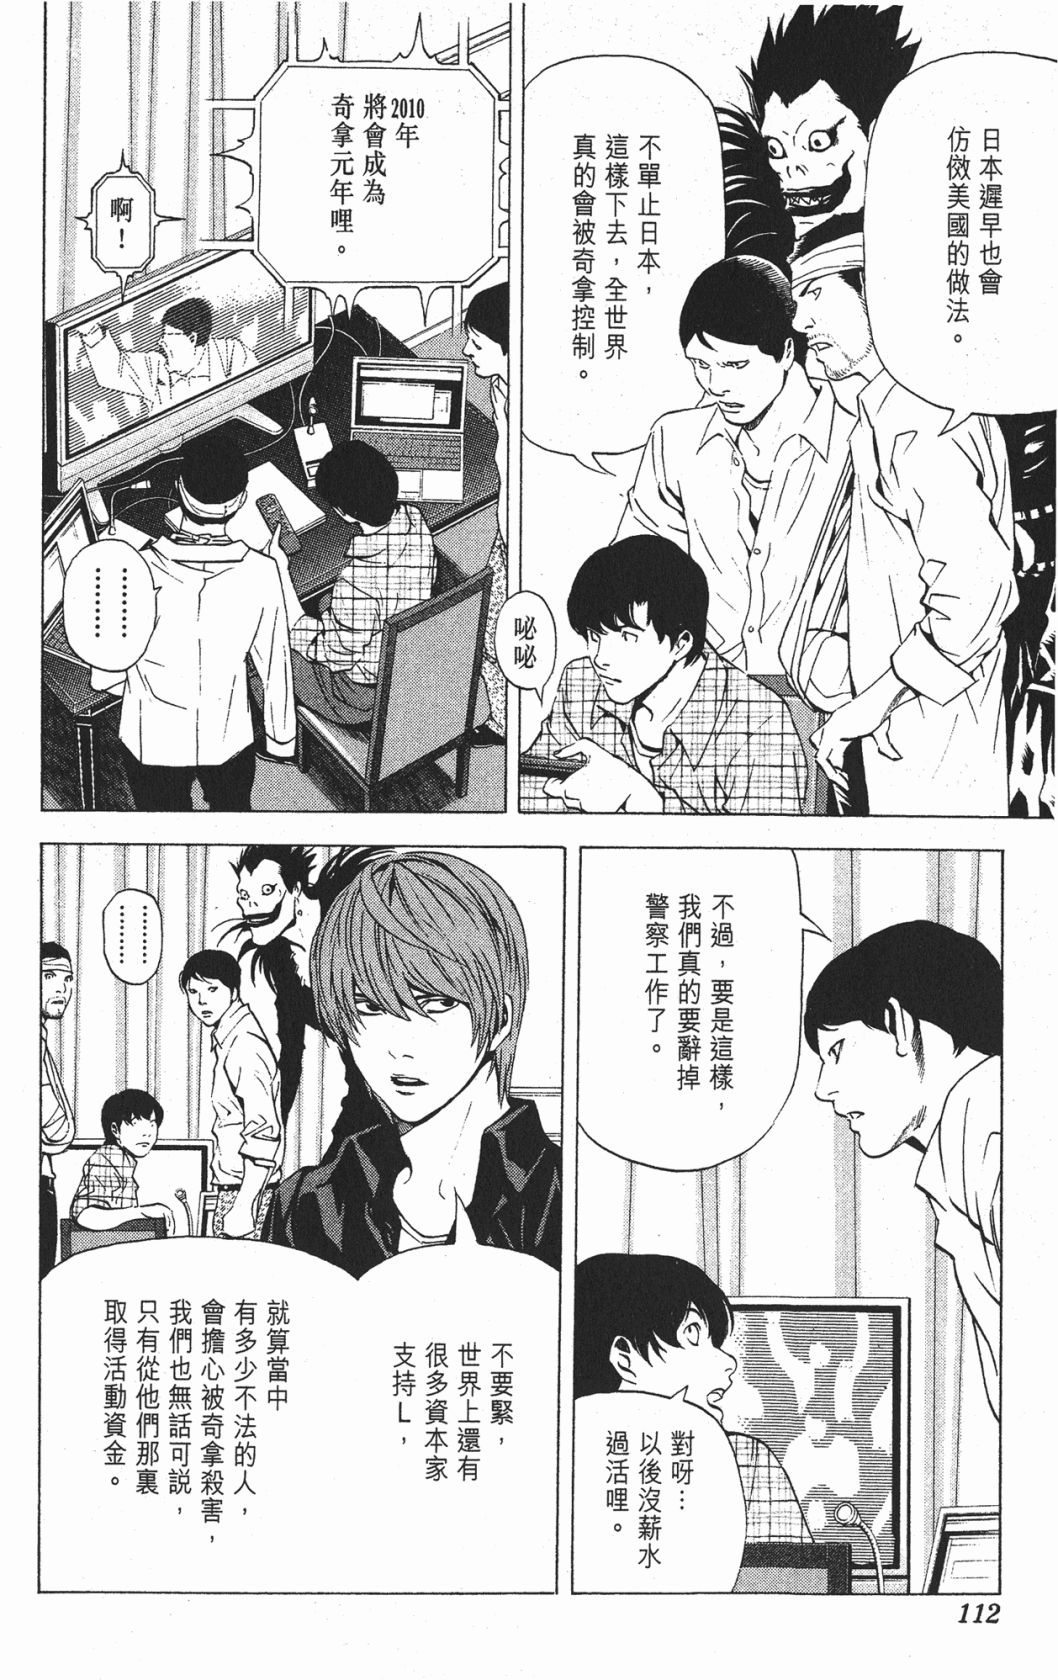 日本遲早也會
仿傚美國的做法。
不單止日本，
這樣下去，全世界
真的會被奇拿控制。
咇咇
2010年
將會成為
奇拿元年哩。
啊！
………
………
不過，要是這樣，
我們真的要辭掉
警察工作了。
對呀…
以後沒薪水
過活哩。
不要緊，
世界上還有
很多資本家
支持L，
就算當中
有多少不法的人，
會擔心被奇拿殺害，
我們也無話可説，
只有從他們那裏
取得活動資金。
………
………
112